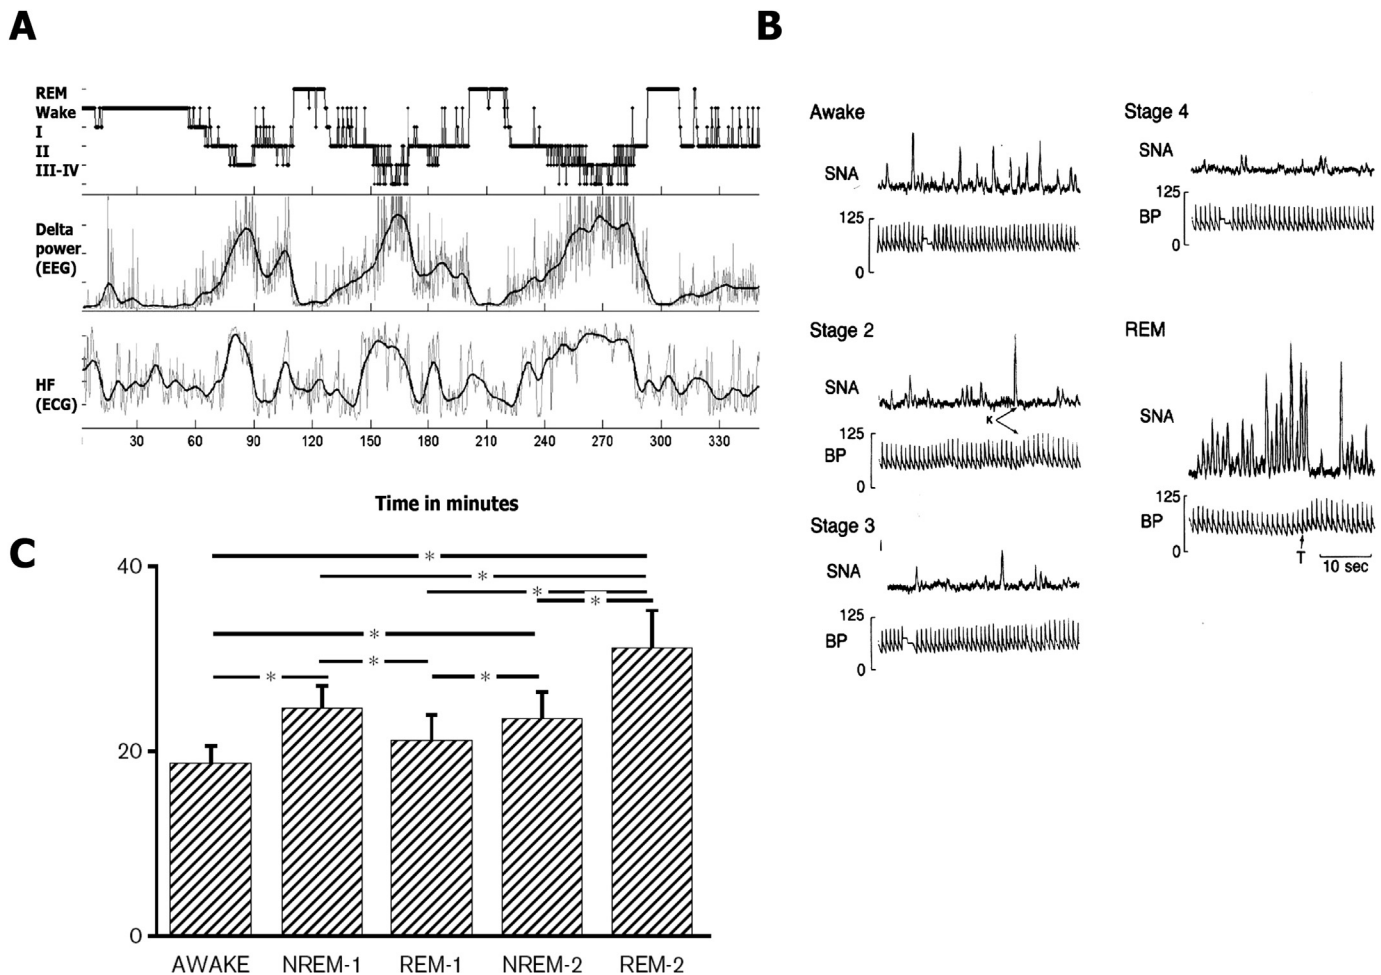 A
REM
Wake
I
II
III-IV
Delta
power
(EEG)
HF
(ECG)
30 60 90 120 150 180 210 240 270 300 330
Time in minutes
B
Awake
SNA
125
0
Stage 2
SNA
K
125
BP
0
Stage 3
SNA
125
BP
0
Stage 4
SNA
125
BP
0
REM
SNA
125
BP
0
T
10 sec
C
40
20
0
* * * * * * * *
AWAKE NREM-1 REM-1 NREM-2 REM-2